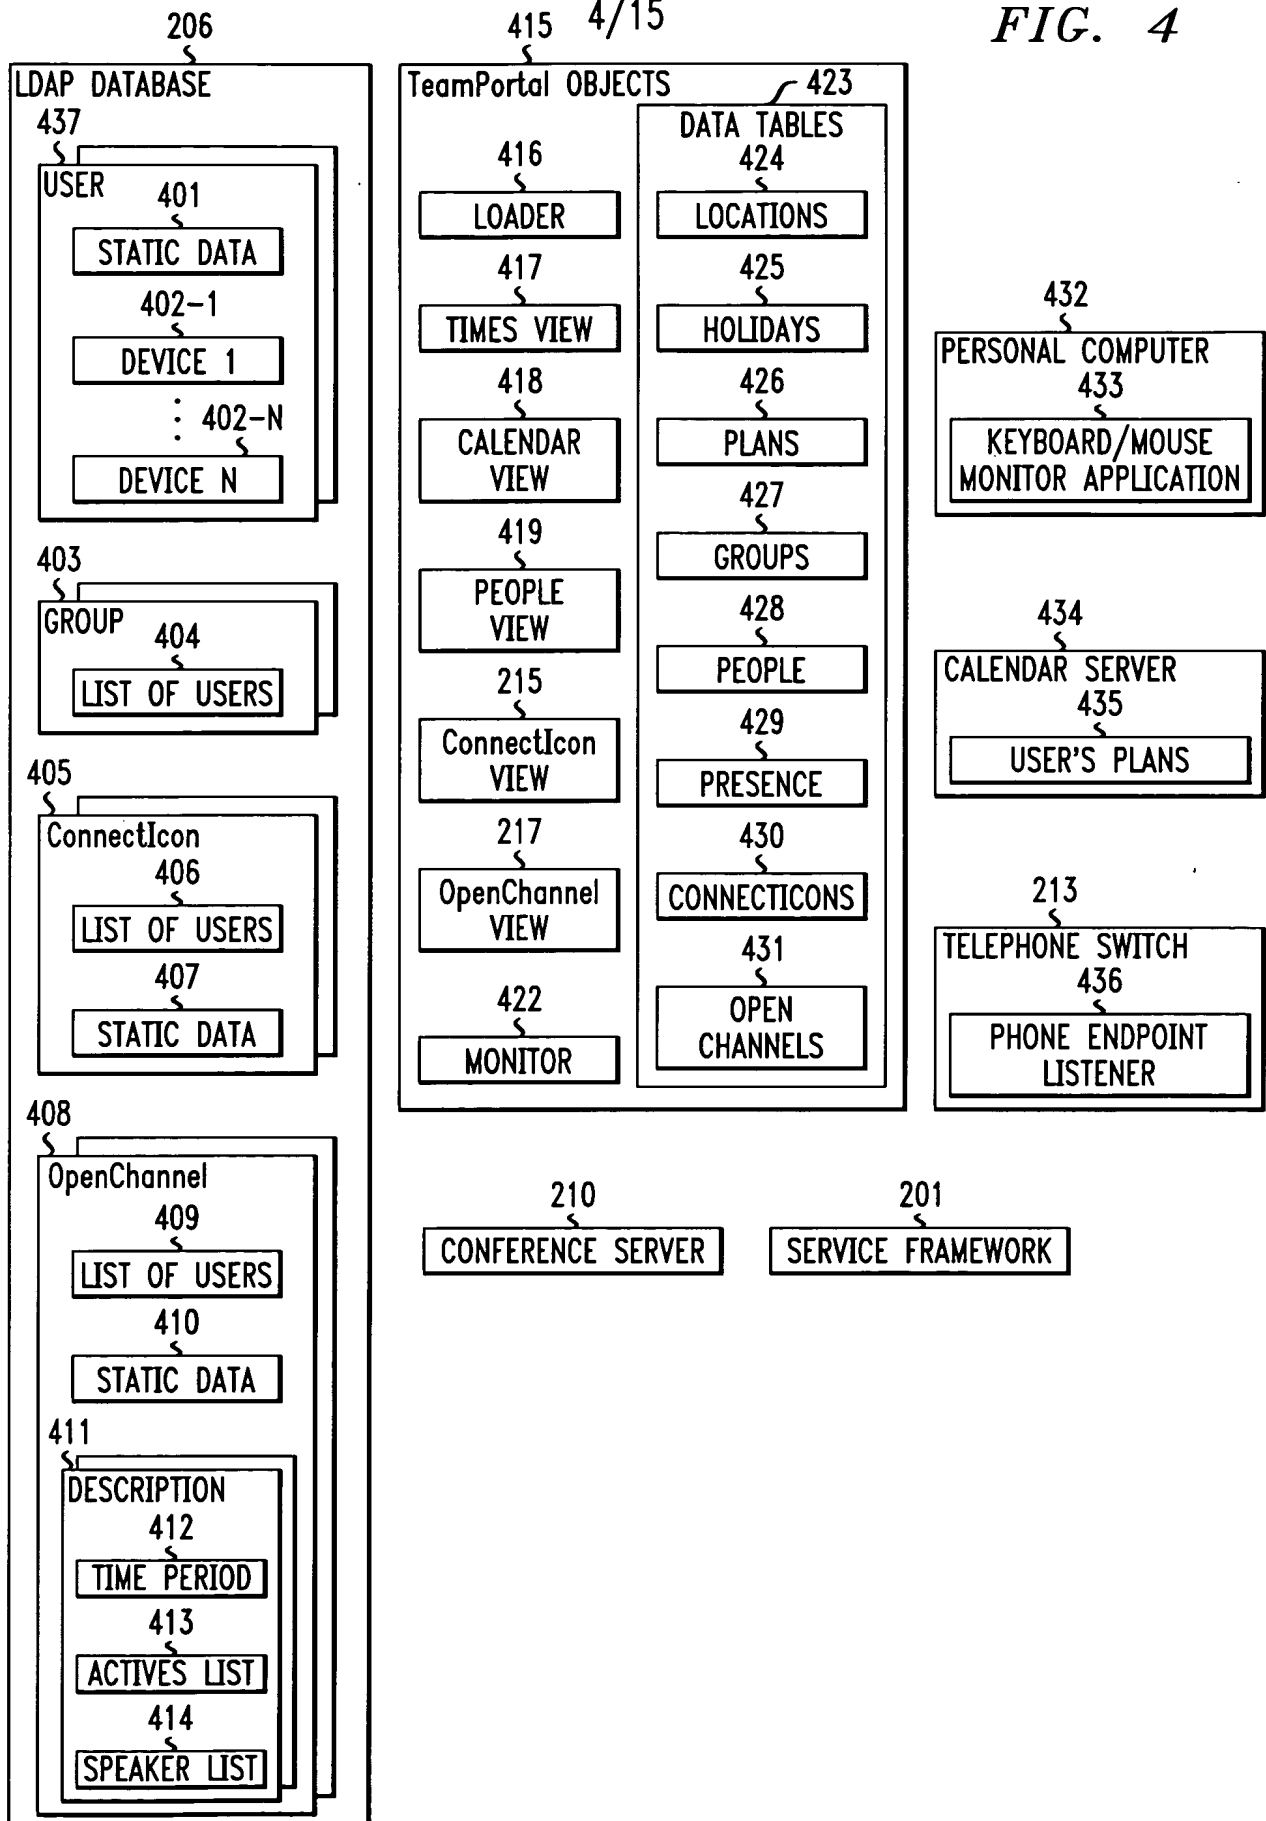 4/15
FIG. 4
206
LDAP DATABASE
437
USER
401
STATIC DATA
402-1
DEVICE 1
402-N
DEVICE N
403
GROUP
404
LIST OF USERS
405
ConnectIcon
406
LIST OF USERS
407
STATIC DATA
408
OpenChannel
409
LIST OF USERS
410
STATIC DATA
411
DESCRIPTION
412
TIME PERIOD
413
ACTIVES LIST
414
SPEAKER LIST
415
TeamPortal OBJECTS
416
LOADER
417
TIMES VIEW
418
CALENDAR
VIEW
419
PEOPLE
VIEW
215
ConnectIcon
VIEW
217
OpenChannel
VIEW
422
MONITOR
423
DATA TABLES
424
LOCATIONS
425
HOLIDAYS
426
PLANS
427
GROUPS
428
PEOPLE
429
PRESENCE
430
CONNECTICONS
431
OPEN
CHANNELS
432
PERSONAL COMPUTER
433
KEYBOARD/MOUSE
MONITOR APPLICATION
434
CALENDAR SERVER
435
USER'S PLANS
213
TELEPHONE SWITCH
436
PHONE ENDPOINT
LISTENER
210
CONFERENCE SERVER
201
SERVICE FRAMEWORK